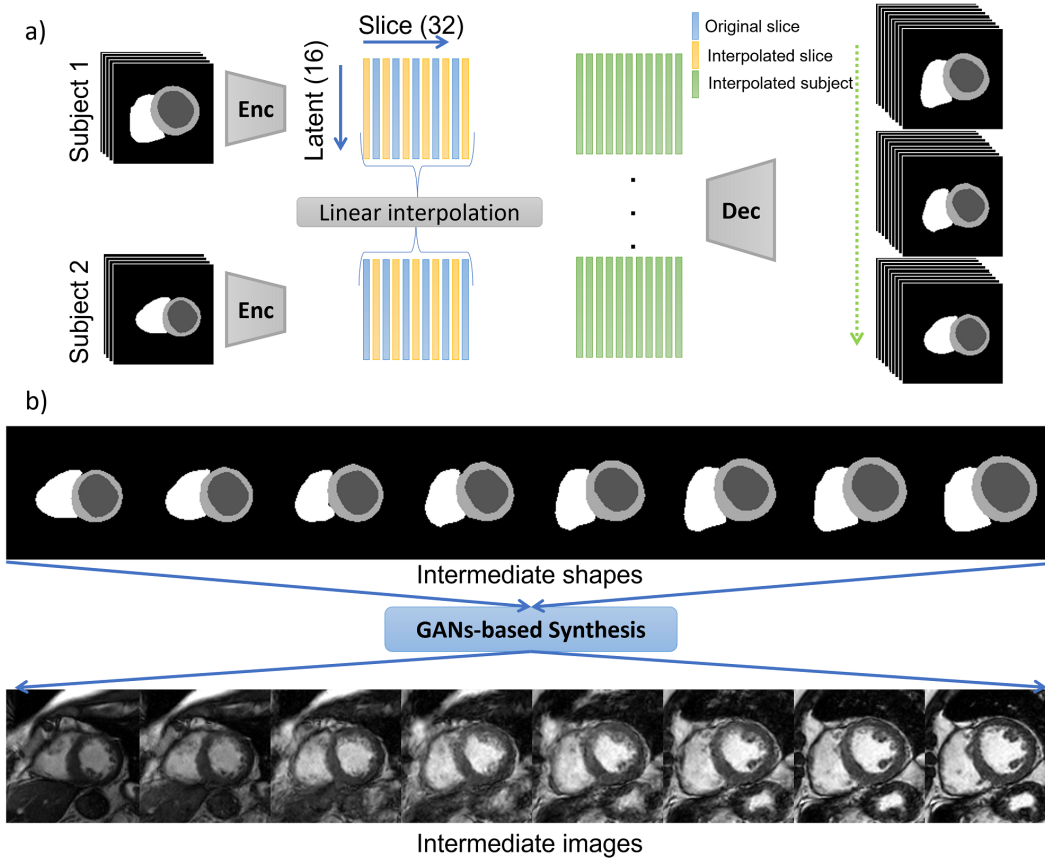 a)
Subject 1
Enc
Slice (32)
Latent (16)
Original slice
Interpolated slice
Interpolated subject
Linear interpolation
Dec
Subject 2
Enc
b)
Intermediate shapes
GANs-based Synthesis
Intermediate images